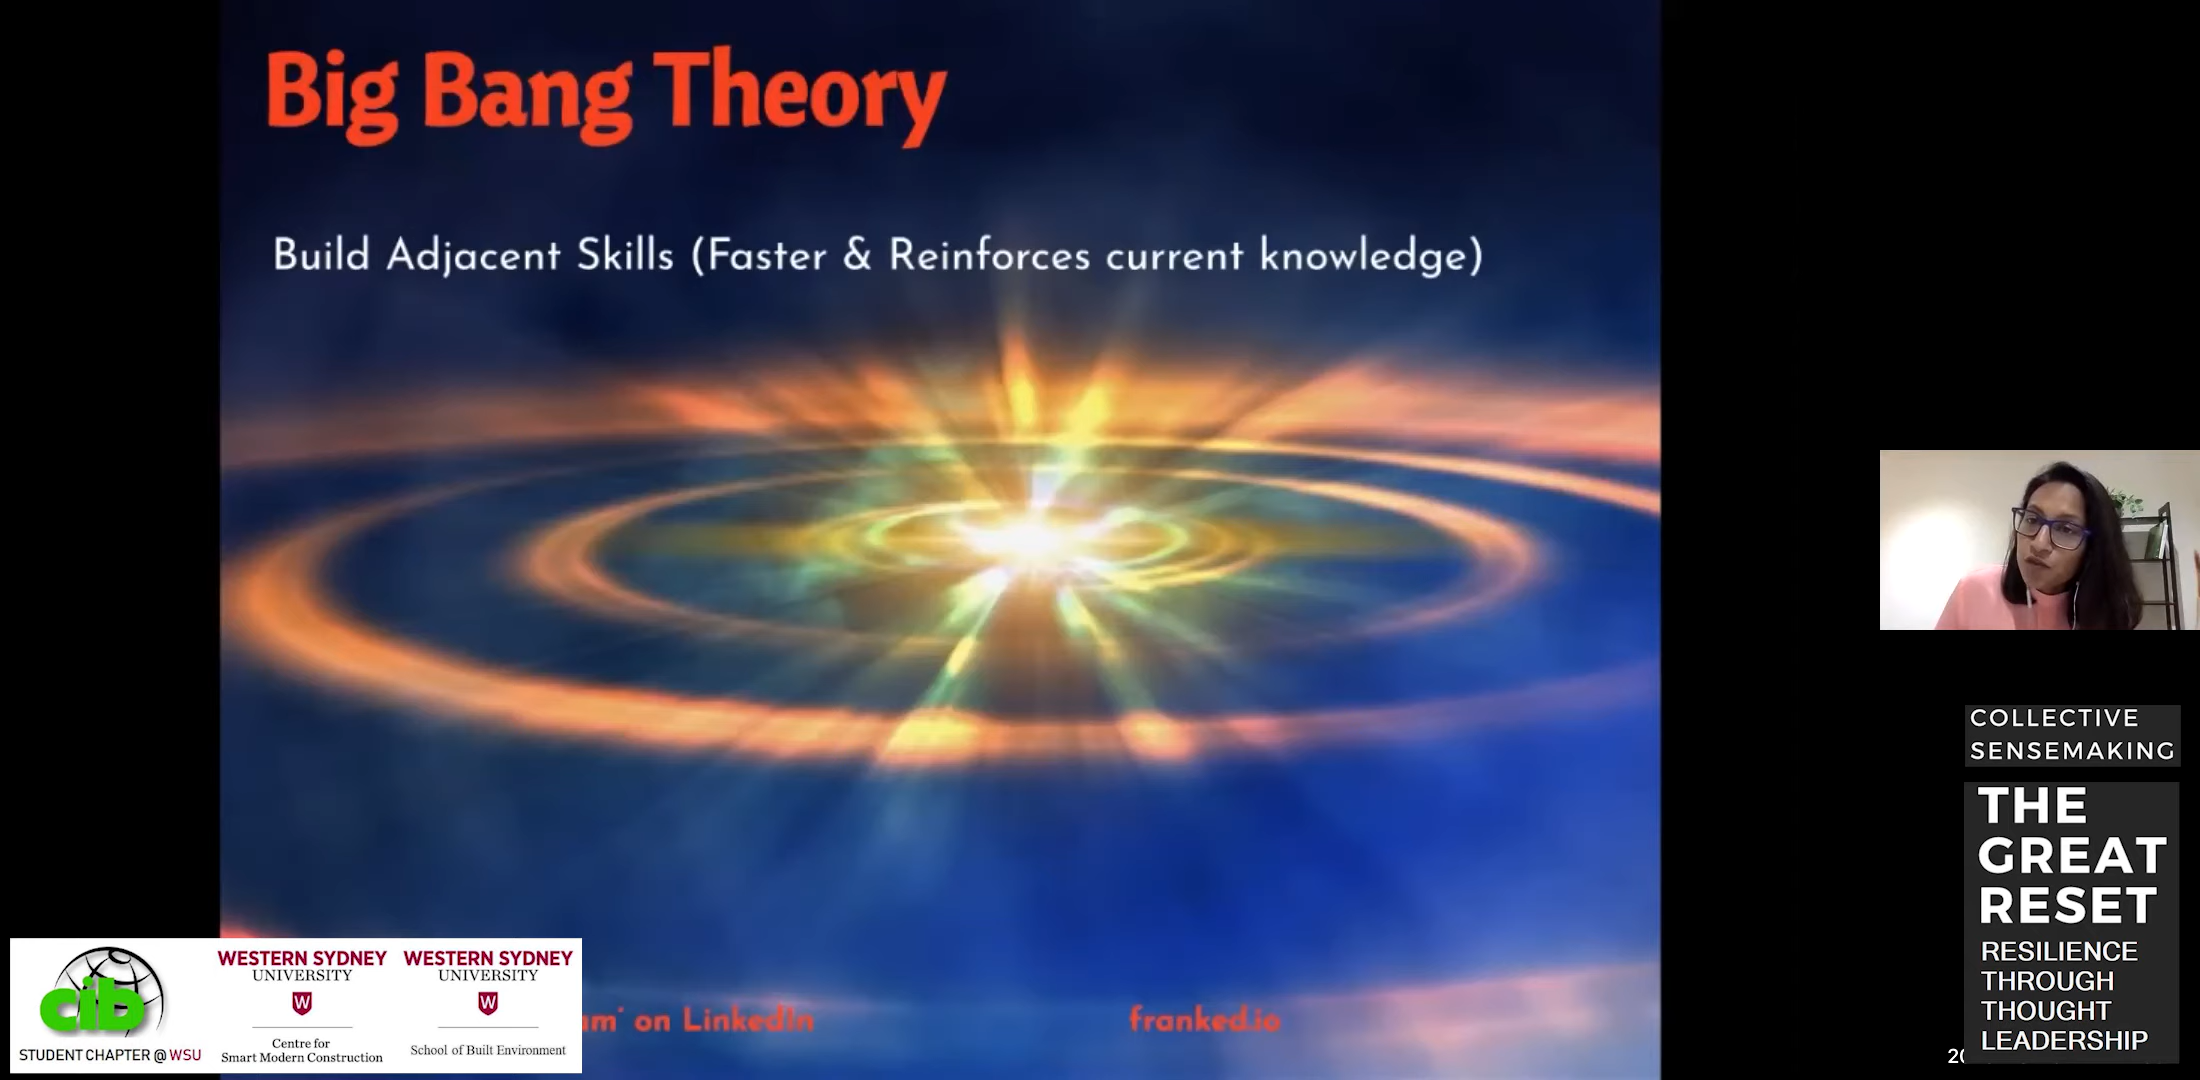 Big Bang Theory
Build Adjacent Skills (Faster & Reinforces current knowledge)
COLLECTIVE
SENSEMAKING
THE
GREAT
RESET
RESILIENCE
THROUGH
THOUGHT
LEADERSHIP
cib
STUDENT CHAPTER @ WSU
WESTERN SYDNEY
UNIVERSITY
W
Centre for
Smart Modern Construction
WESTERN SYDNEY
UNIVERSITY
W
School of Built Environment
on LinkedIn
franked.io